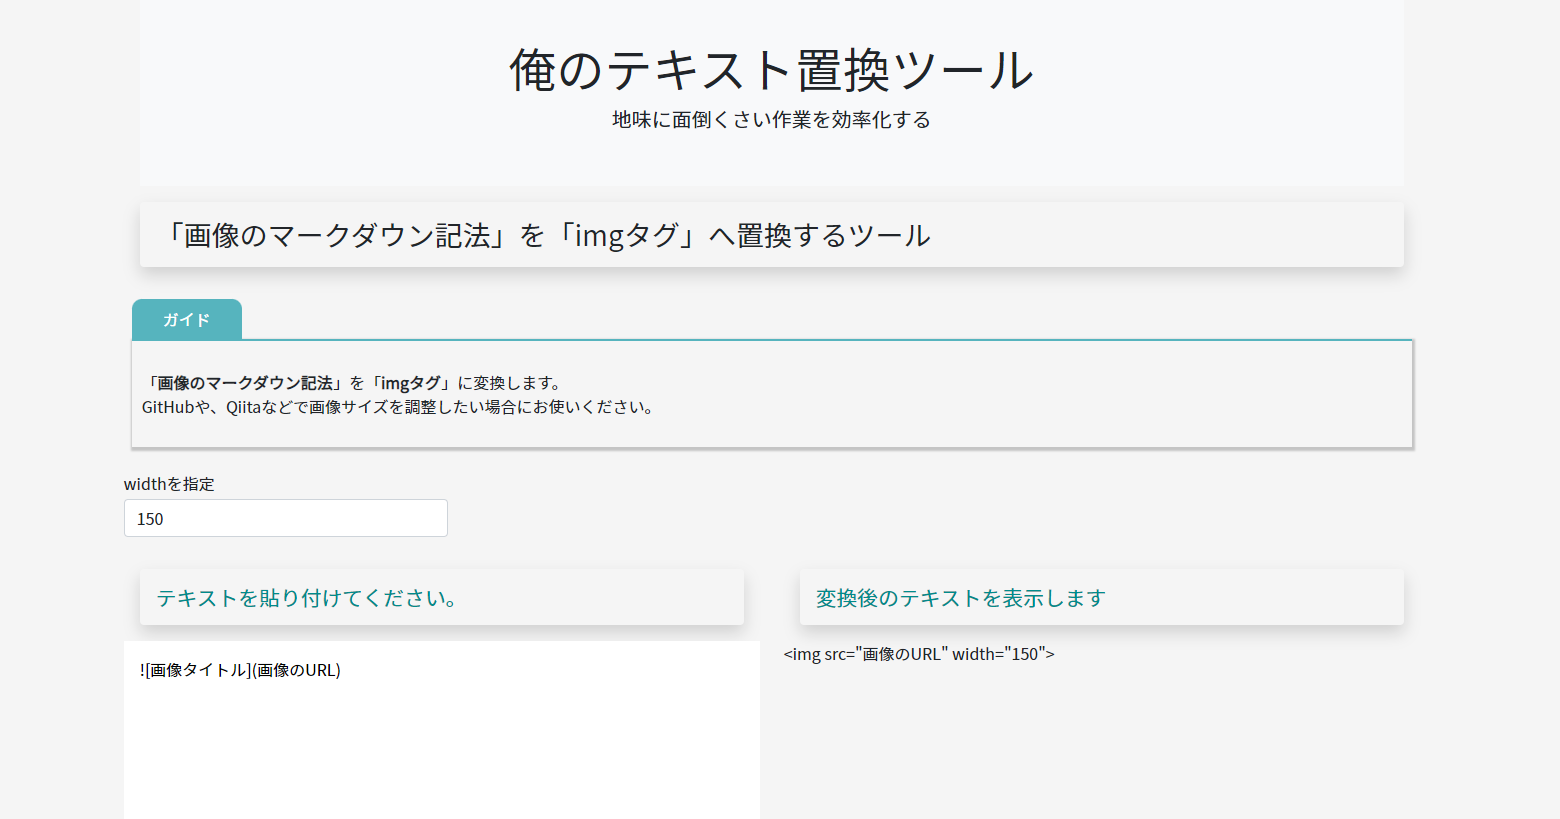 俺のテキスト置換ツール
地味に面倒くさい作業を効率化する
「画像のマークダウン記法」を「imgタグ」へ置換するツール
ガイド
「画像のマークダウン記法」を「imgタグ」に変換します。
GitHubや、Qiitaなどで画像サイズを調整したい場合にお使いください。
widthを指定
150
テキストを貼り付けてください。
変換後のテキストを表示します
![画像タイトル](画像のURL)
<img src="画像のURL" width="150">